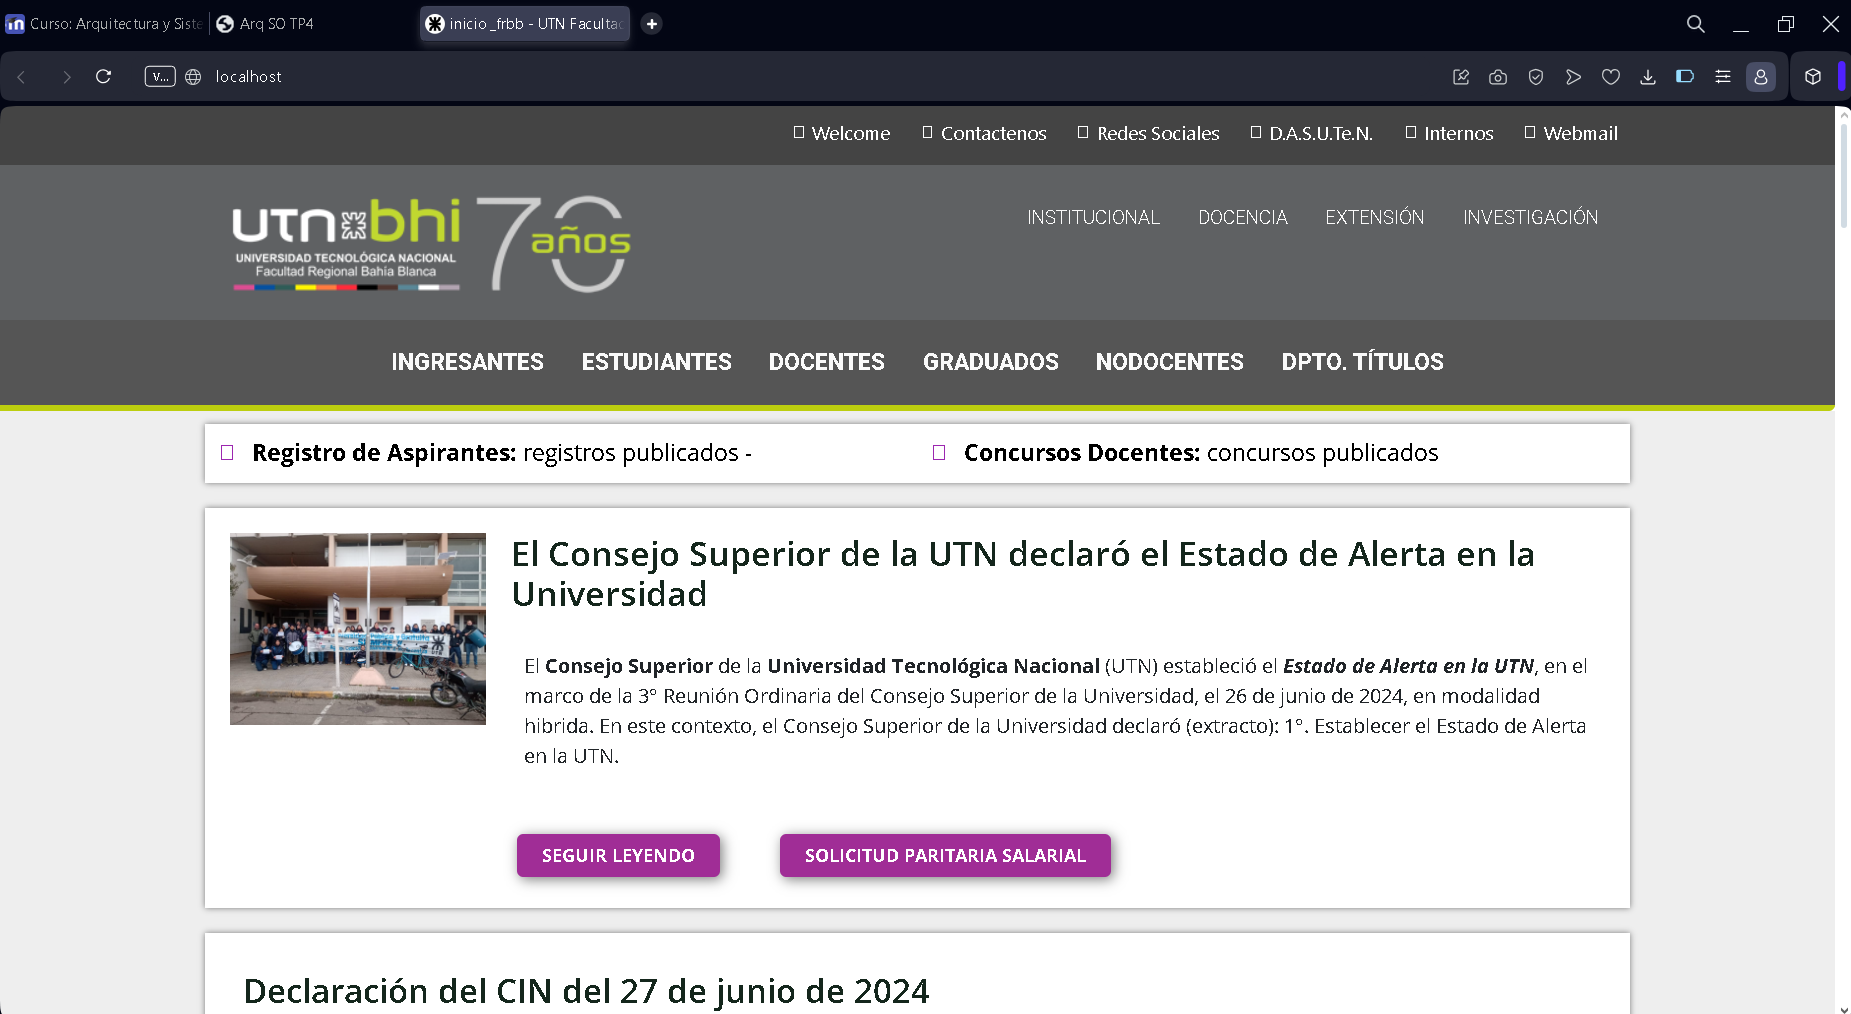 Curso: Arquitectura y Siste
Arq SO TP4
inicio_frbb - UTN Facultad
V...
localhost
Welcome
Contactenos
Redes Sociales
D.A.S.U.Te.N.
Internos
Webmail
utn bhi 70 años
UNIVERSIDAD TECNOLÓGICA NACIONAL
Facultad Regional Bahía Blanca
INSTITUCIONAL
DOCENCIA
EXTENSIÓN
INVESTIGACIÓN
INGRESANTES
ESTUDIANTES
DOCENTES
GRADUADOS
NODOCENTES
DPTO. TÍTULOS
Registro de Aspirantes: registros publicados -
Concursos Docentes: concursos publicados
El Consejo Superior de la UTN declaró el Estado de Alerta en la
Universidad
El Consejo Superior de la Universidad Tecnológica Nacional (UTN) estableció el Estado de Alerta en la UTN, en el
marco de la 3° Reunión Ordinaria del Consejo Superior de la Universidad, el 26 de junio de 2024, en modalidad
hibrida. En este contexto, el Consejo Superior de la Universidad declaró (extracto): 1°. Establecer el Estado de Alerta
en la UTN.
SEGUIR LEYENDO
SOLICITUD PARITARIA SALARIAL
Declaración del CIN del 27 de junio de 2024